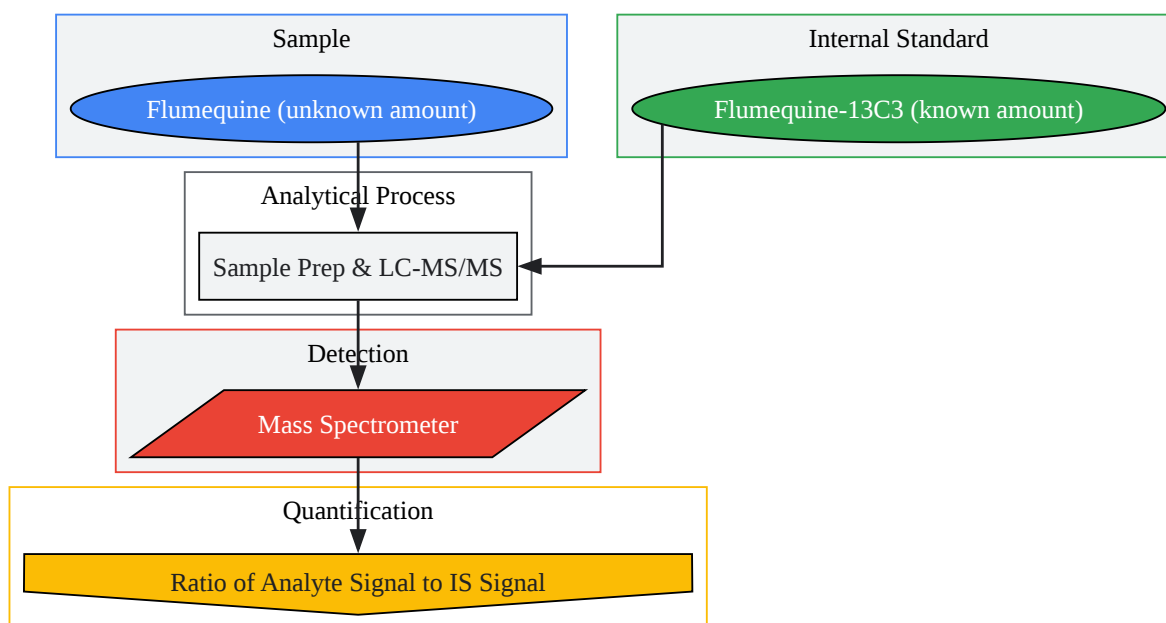 Sample
Internal Standard
Flumequine (unknown amount)
Flumequine-13C3 (known amount)
Analytical Process
Sample Prep & LC-MS/MS
Detection
Mass Spectrometer
Quantification
Ratio of Analyte Signal to IS Signal